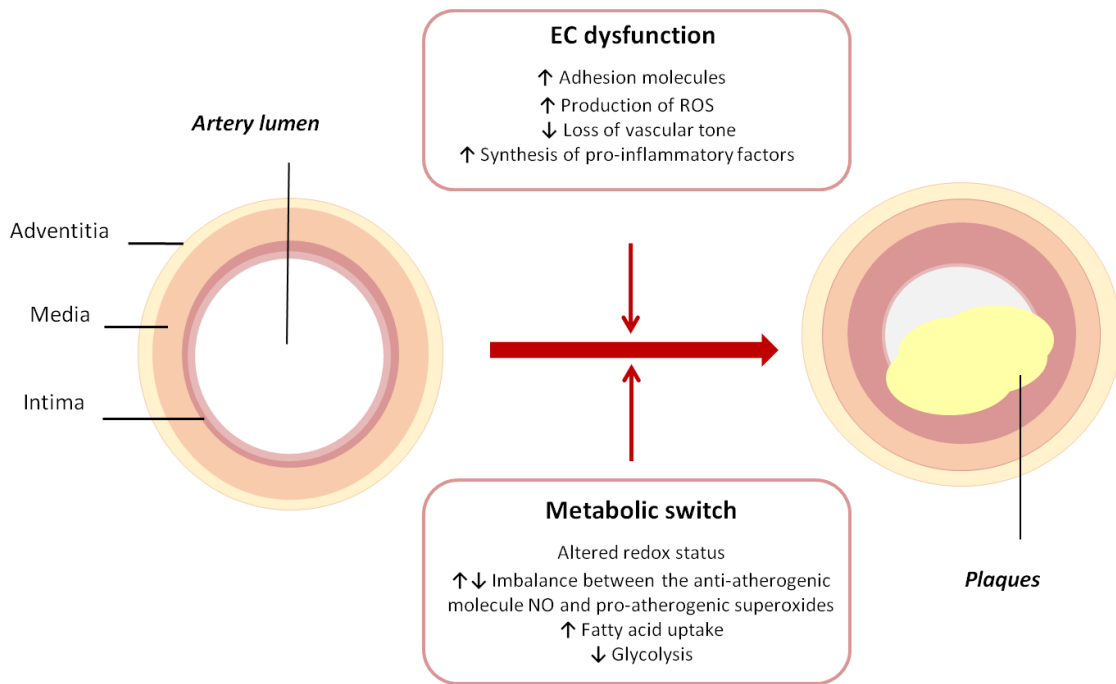 EC dysfunction
↑ Adhesion molecules
↑ Production of ROS
↓ Loss of vascular tone
↑ Synthesis of pro-inflammatory factors
Artery lumen
Adventitia
Media
Intima
Metabolic switch
Altered redox status
↑↓ Imbalance between the anti-atherogenic
molecule NO and pro-atherogenic superoxides
↑ Fatty acid uptake
↓ Glycolysis
Plaques